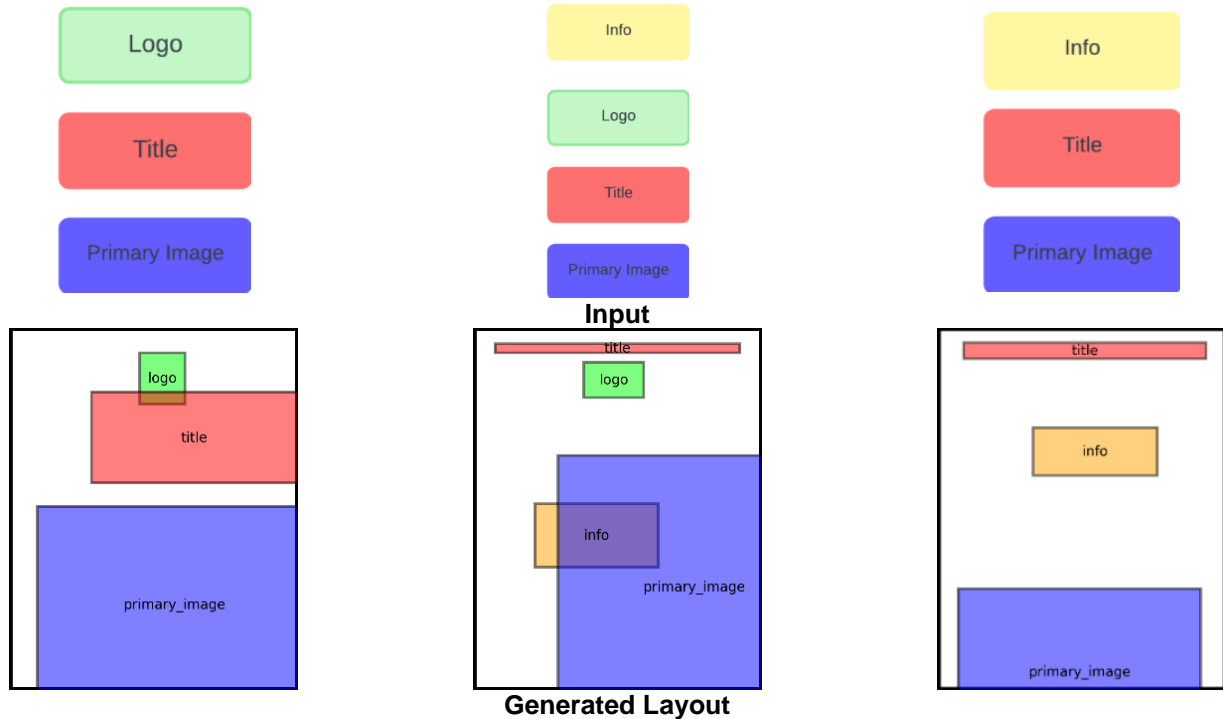 Logo
Title
Primary Image
Info
Logo
Title
Primary Image
Info
Title
Primary Image
Input
logo
title
primary_image
title
logo
info
primary_image
title
info
primary_image
Generated Layout